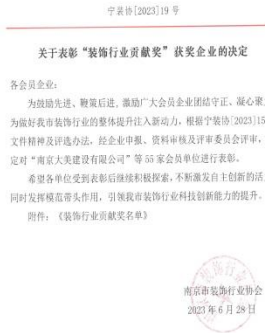 宁装协[2023]19 号
关于表彰“装饰行业贡献奖”获奖企业的决定
各会员企业:
为鼓励先进、鞭策后进、激励广大会员企业团结守正、凝心聚
为做好我市装饰行业的整体提升注入新动力,根据宁装协[2023]15
文件精神及评选办法,经企业申报、资料审核及评审委员会评审,
定对“南京大美建设有限公司”等 55 家会员单位进行表彰。
希望各单位受到表彰后继续积极探索,不断激发自主创新的活
同时发挥模范带头作用,引领我市装饰行业科技创新能力的提升。
附件:《装饰行业贡献奖名单》
南京市装饰行业协会
2023 年 6 月 28 日